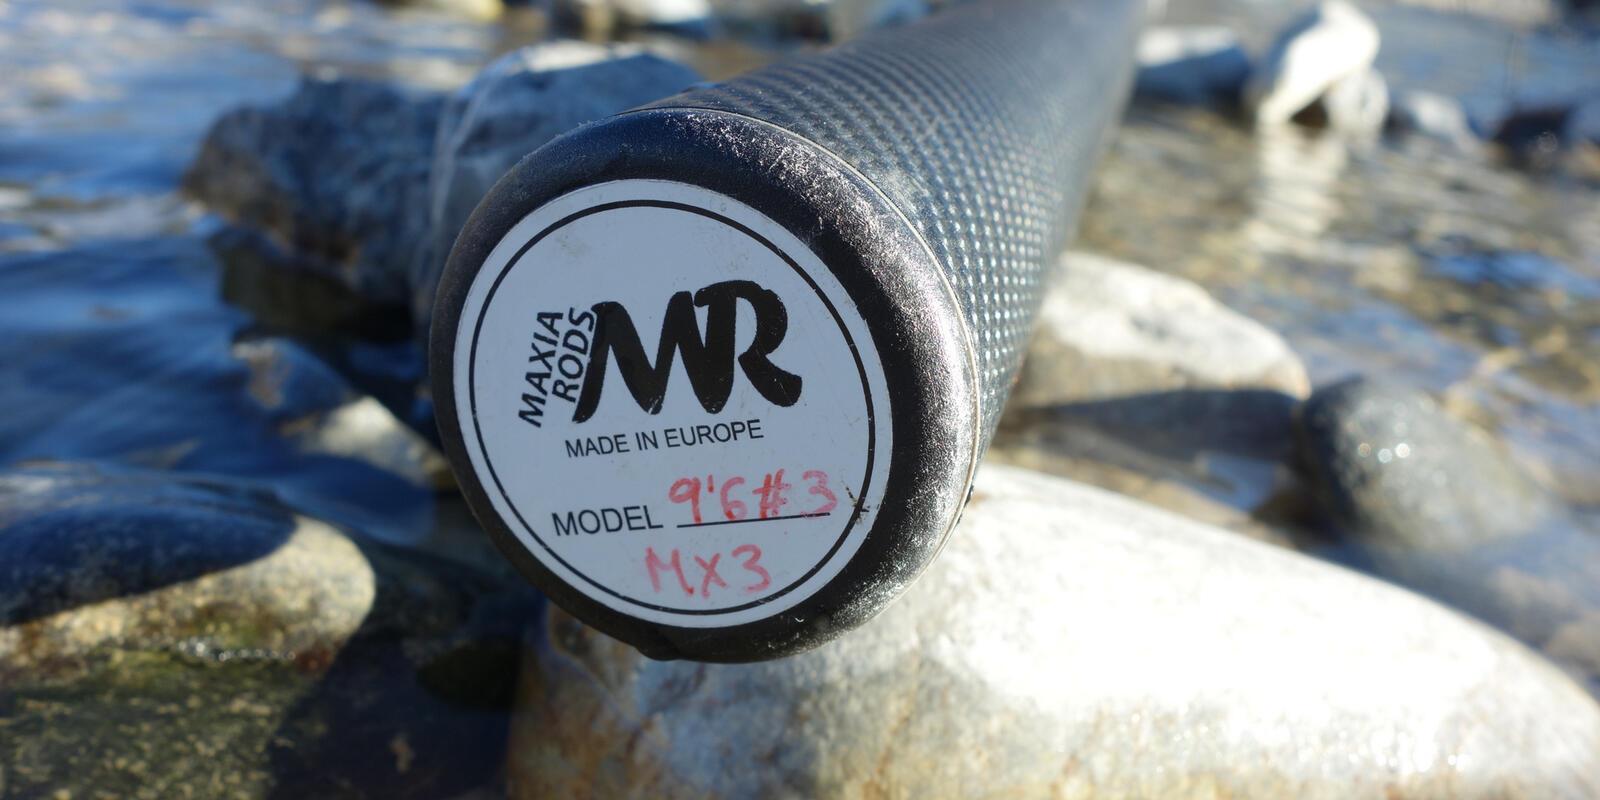 MAXIA
RODS
MR
MADE IN EUROPE
MODEL 9'6#3
MX3